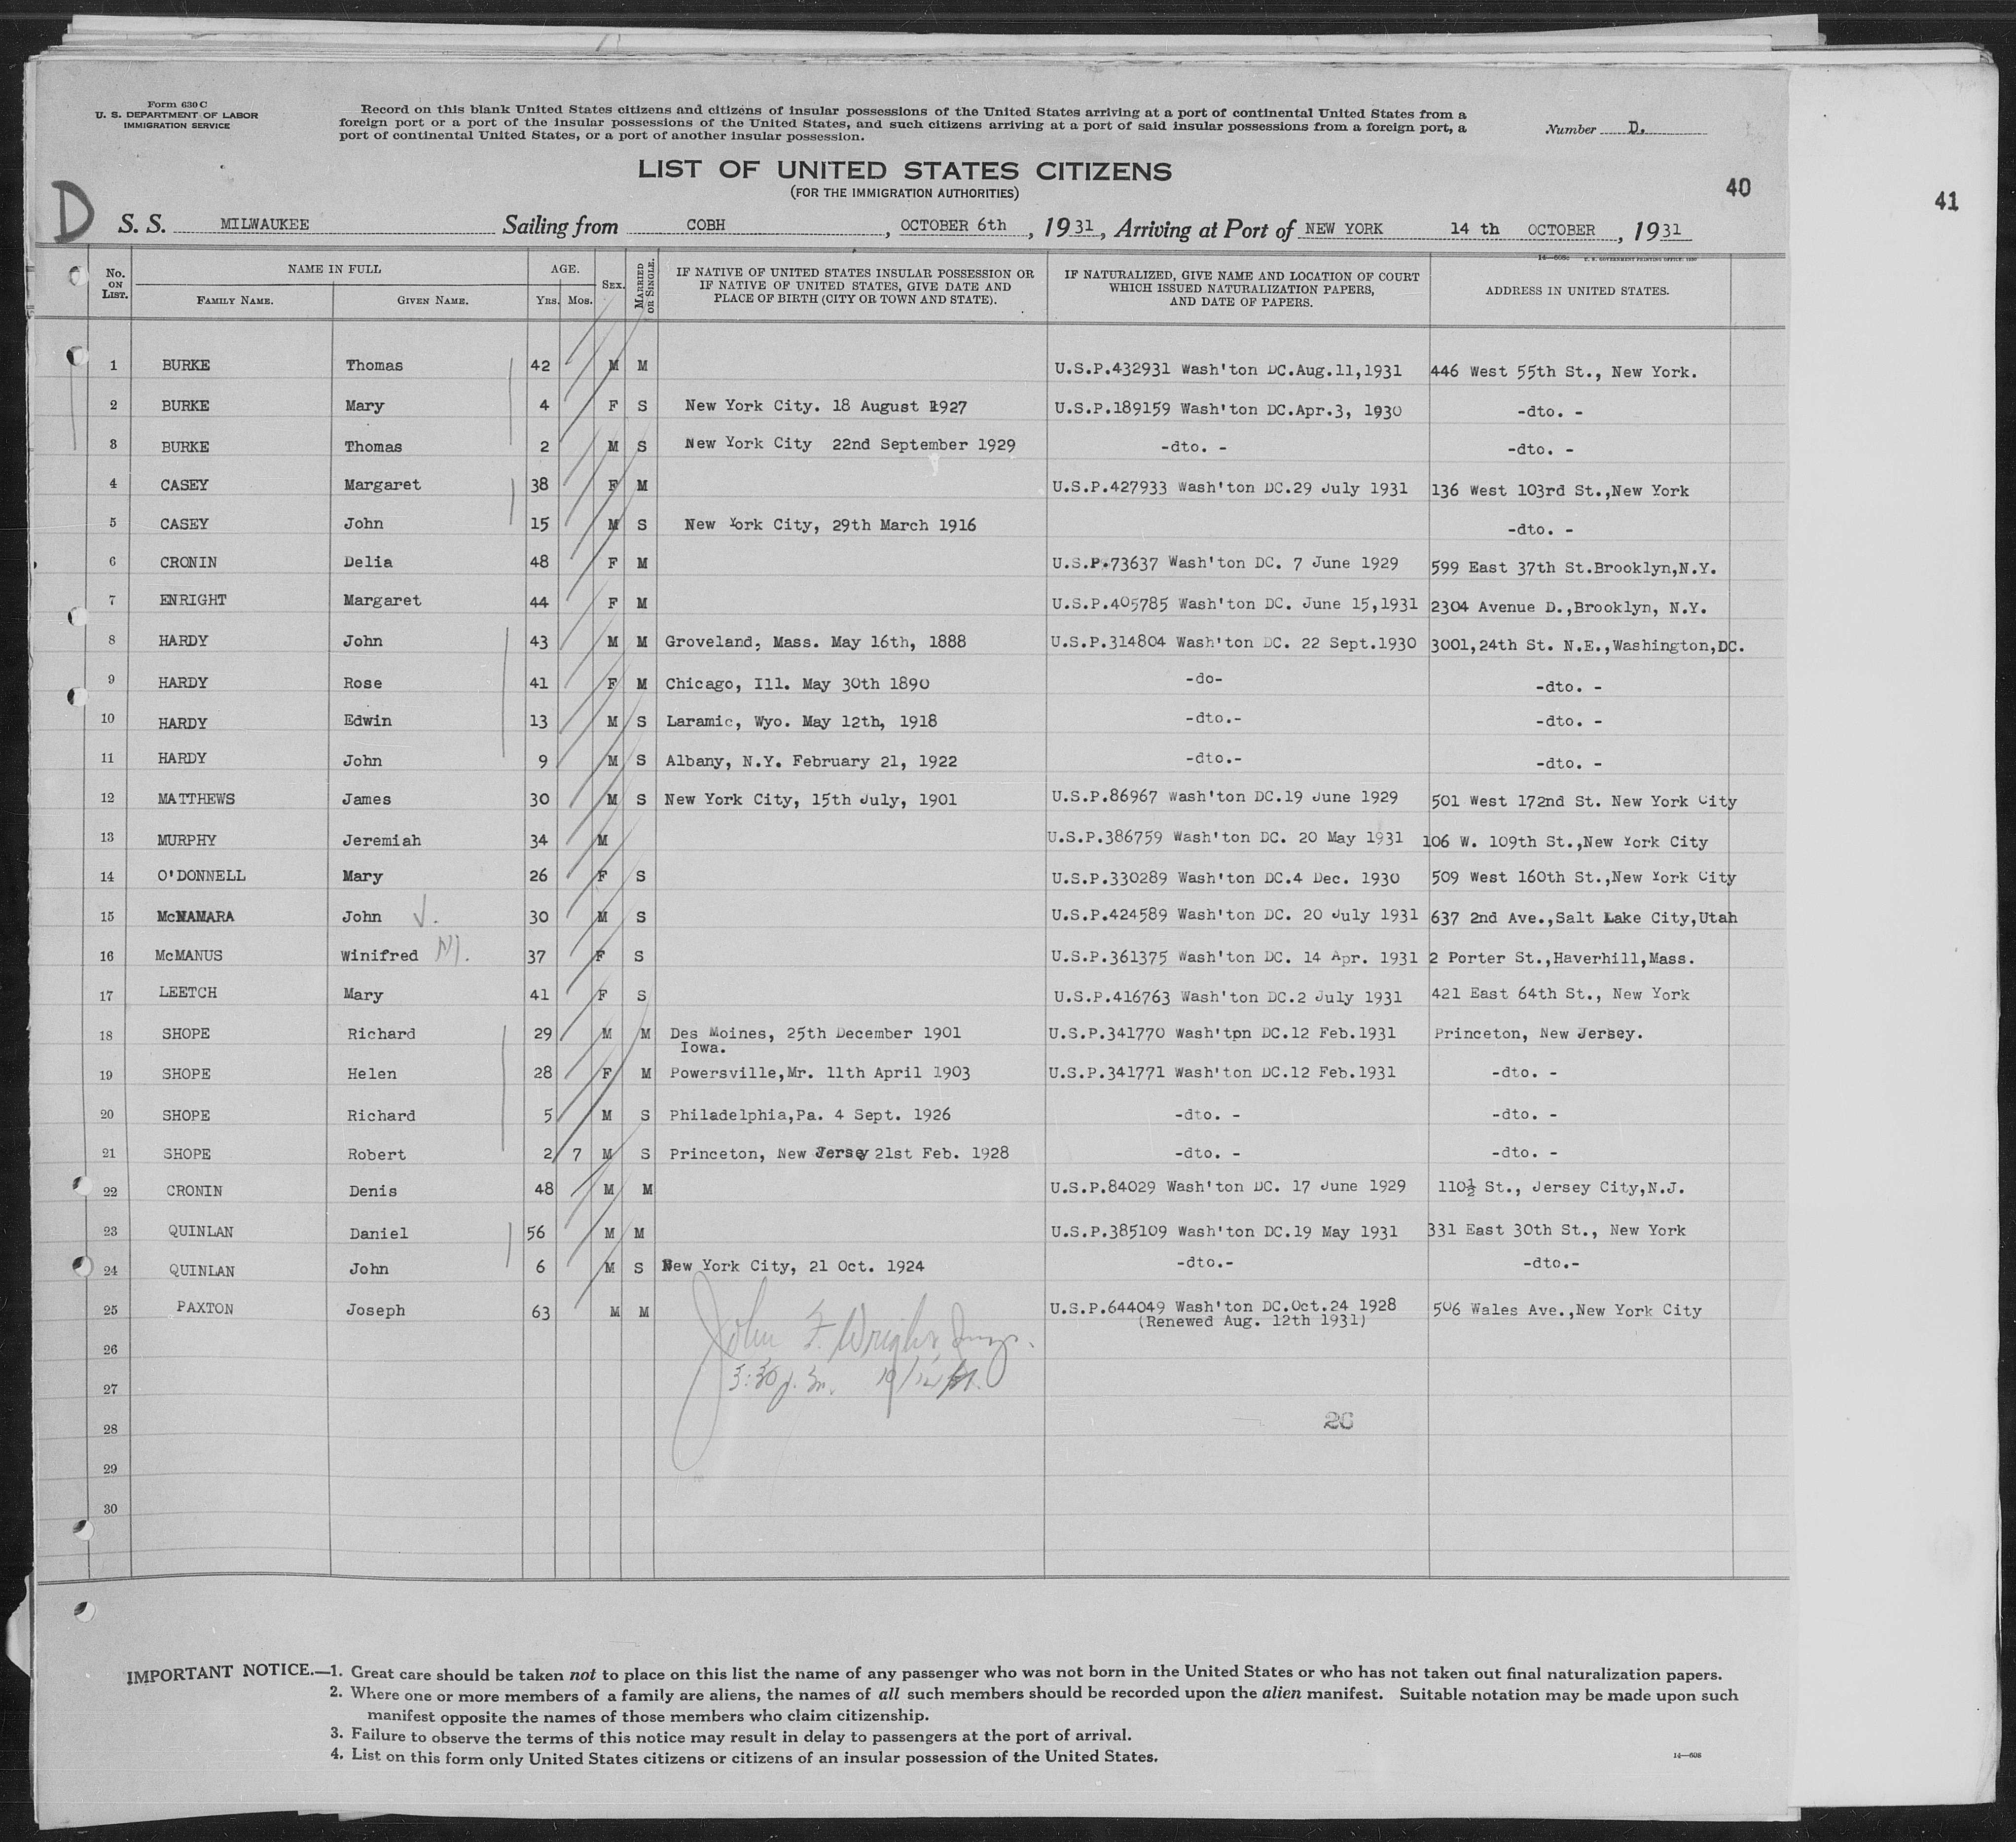 Form 630 C
U. S. DEPARTMENT OF LABOR
IMMIGRATION SERVICE
Record on this blank United States citizens and citizens of insular possessions of the United States arriving at a port of continental United States from a
foreign port or a port of the insular possessions of the United States, and such citizens arriving at a port of said insular possessions from a foreign port, a
port of continental United States, or a port of another insular possession.
Number D.
LIST OF UNITED STATES CITIZENS
(FOR THE IMMIGRATION AUTHORITIES)
40
41
D
S. S. MILWAUKEE Sailing from COBH, OCTOBER 6th, 1931, Arriving at Port of NEW YORK 14 th OCTOBER, 1931
14—608c U. S. GOVERNMENT PRINTING OFFICE: 1930
No. ON LIST. NAME IN FULL FAMILY NAME. GIVEN NAME. AGE. YRS. MOS. SEX. MARRIED OR SINGLE. IF NATIVE OF UNITED STATES INSULAR POSSESSION OR IF NATIVE OF UNITED STATES, GIVE DATE AND PLACE OF BIRTH (CITY OR TOWN AND STATE). IF NATURALIZED, GIVE NAME AND LOCATION OF COURT WHICH ISSUED NATURALIZATION PAPERS, AND DATE OF PAPERS. ADDRESS IN UNITED STATES.
1 BURKE Thomas 42 M M U.S.P.432931 Wash'ton DC.Aug.11,1931 446 West 55th St., New York.
2 BURKE Mary 4 F S New York City. 18 August 1927 U.S.P.189159 Wash'ton DC.Apr.3, 1930 -dto. -
3 BURKE Thomas 2 M S New York City 22nd September 1929 -dto. - -dto. -
4 CASEY Margaret 38 F M U.S.P.427933 Wash'ton DC.29 July 1931 136 West 103rd St.,New York
5 CASEY John 15 M S New York City, 29th March 1916 -dto. -
6 CRONIN Delia 48 F M U.S.P.73637 Wash'ton DC. 7 June 1929 599 East 37th St.Brooklyn,N.Y.
7 ENRIGHT Margaret 44 F M U.S.P.405785 Wash'ton DC. June 15,1931 2304 Avenue D.,Brooklyn, N.Y.
8 HARDY John 43 M M Groveland, Mass. May 16th, 1888 U.S.P.314804 Wash'ton DC. 22 Sept.1930 3001,24th St. N.E.,Washington,DC.
9 HARDY Rose 41 F M Chicago, Ill. May 30th 1890 -do- -dto. -
10 HARDY Edwin 13 M S Laramic, Wyo. May 12th, 1918 -dto.- -dto. -
11 HARDY John 9 M S Albany, N.Y. February 21, 1922 -dto.- -dto. -
12 MATTHEWS James 30 M S New York City, 15th July, 1901 U.S.P.86967 Wash'ton DC.19 June 1929 501 West 172nd St. New York City
13 MURPHY Jeremiah 34 M U.S.P.386759 Wash'ton DC. 20 May 1931 106 W. 109th St.,New York City
14 O'DONNELL Mary 26 F S U.S.P.330289 Wash'ton DC.4 Dec. 1930 509 West 160th St.,New York City
15 McNAMARA John J. 30 M S U.S.P.424589 Wash'ton DC. 20 July 1931 637 2nd Ave.,Salt Lake City,Utah
16 McMANUS Winifred M. 37 F S U.S.P.361375 Wash'ton DC. 14 Apr. 1931 2 Porter St.,Haverhill,Mass.
17 LEETCH Mary 41 F S U.S.P.416763 Wash'ton DC.2 July 1931 421 East 64th St., New York
18 SHOPE Richard 29 M M Des Moines, 25th December 1901 U.S.P.341770 Wash'tpn DC.12 Feb.1931 Princeton, New Jersey.
Iowa.
19 SHOPE Helen 28 F M Powersville,Mr. 11th April 1903 U.S.P.341771 Wash'ton DC.12 Feb.1931 -dto. -
20 SHOPE Richard 5 M S Philadelphia,Pa. 4 Sept. 1926 -dto. - -dto. -
21 SHOPE Robert 2 7 M S Princeton, New Jersey 21st Feb. 1928 -dto. - -dto. -
22 CRONIN Denis 48 M M U.S.P.84029 Wash'ton DC. 17 June 1929 110½ St., Jersey City,N.J.
23 QUINLAN Daniel 56 M M U.S.P.385109 Wash'ton DC.19 May 1931 331 East 30th St., New York
24 QUINLAN John 6 M S New York City, 21 Oct. 1924 -dto.- -dto.-
25 PAXTON Joseph 63 M M U.S.P.644049 Wash'ton DC.Oct.24 1928 506 Wales Ave.,New York City
(Renewed Aug. 12th 1931)
26 John F. Wright, Insp.
27 3:30 p.m.
28 26
29
30
IMPORTANT NOTICE.—1. Great care should be taken not to place on this list the name of any passenger who was not born in the United States or who has not taken out final naturalization papers.
2. Where one or more members of a family are aliens, the names of all such members should be recorded upon the alien manifest. Suitable notation may be made upon such
manifest opposite the names of those members who claim citizenship.
3. Failure to observe the terms of this notice may result in delay to passengers at the port of arrival.
4. List on this form only United States citizens or citizens of an insular possession of the United States.
14—608